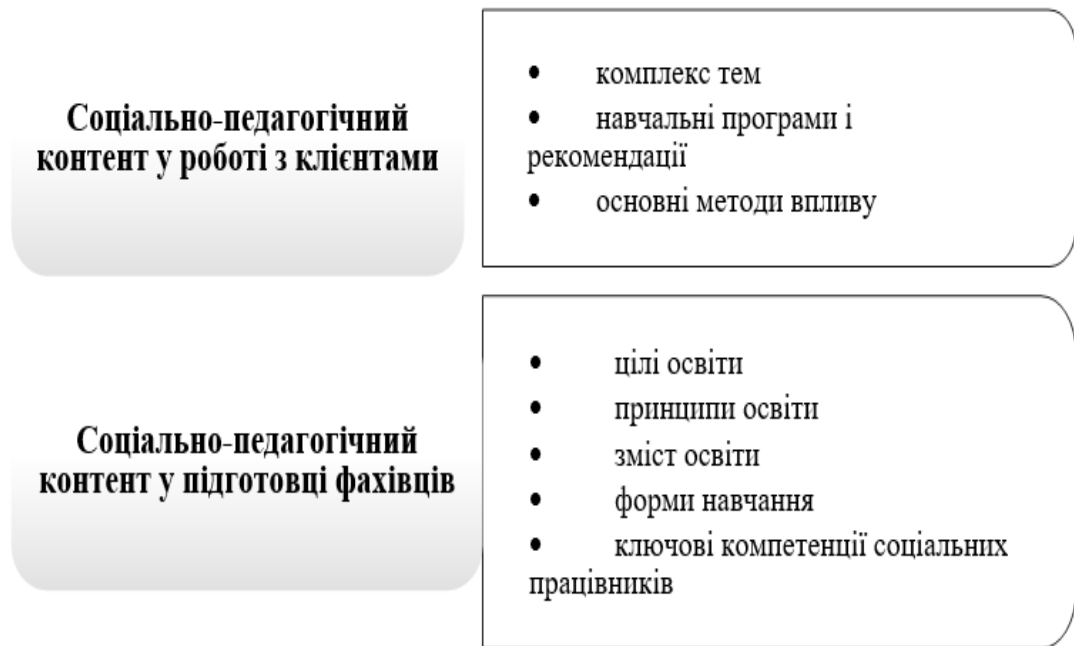 Соціально-педагогічний
контент у роботі з клієнтами
• комплекс тем
• навчальні програми і
рекомендації
• основні методи впливу
Соціально-педагогічний
контент у підготовці фахівців
• цілі освіти
• принципи освіти
• зміст освіти
• форми навчання
• ключові компетенції соціальних
працівників